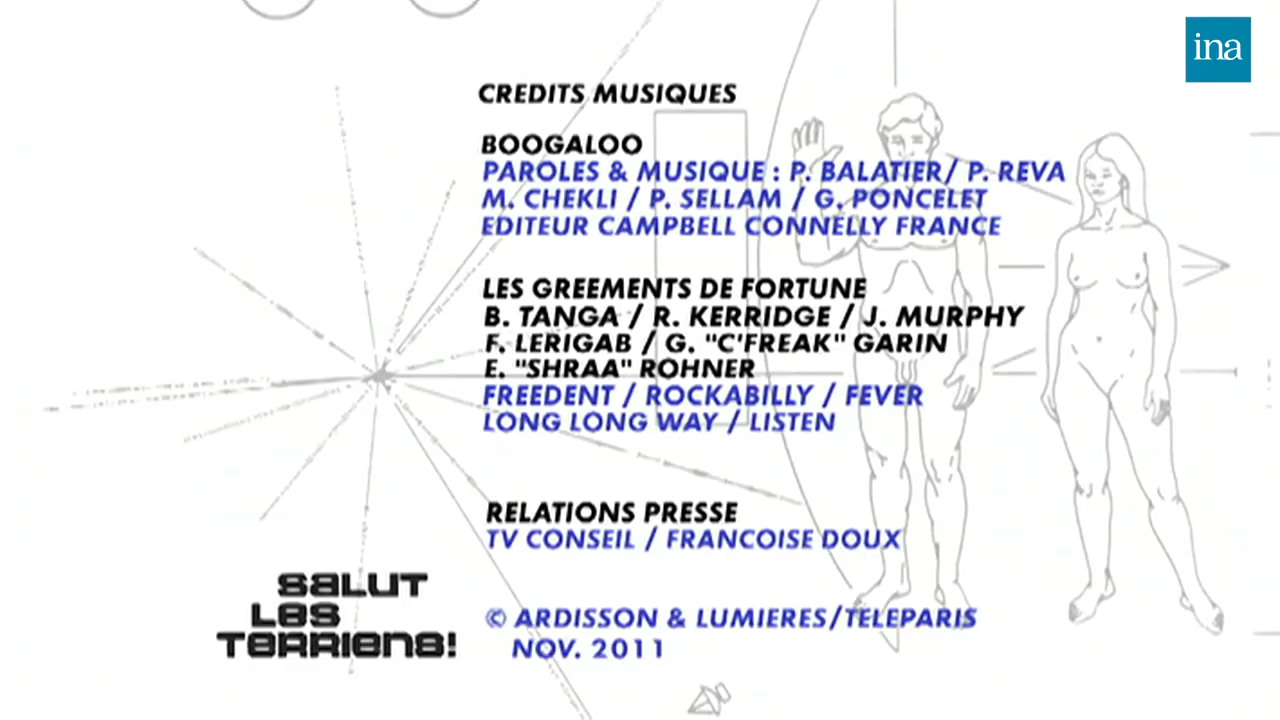 ina
CREDITS MUSIQUES
BOOGALOO
PAROLES & MUSIQUE : P. BALATIER/ P. REVA
M. CHEKLI / P. SELLAM / G. PONCELET
EDITEUR CAMPBELL CONNELLY FRANCE
LES GREEMENTS DE FORTUNE
B. TANGA / R. KERRIDGE / J. MURPHY
F. LERIGAB / G. "C'FREAK" GARIN
E. "SHRAA" ROHNER
FREEDENT / ROCKABILLY / FEVER
LONG LONG WAY / LISTEN
RELATIONS PRESSE
TV CONSEIL / FRANCOISE DOUX
SALUT
LES
TERRIENS!
© ARDISSON & LUMIERES/TELEPARIS
NOV. 2011